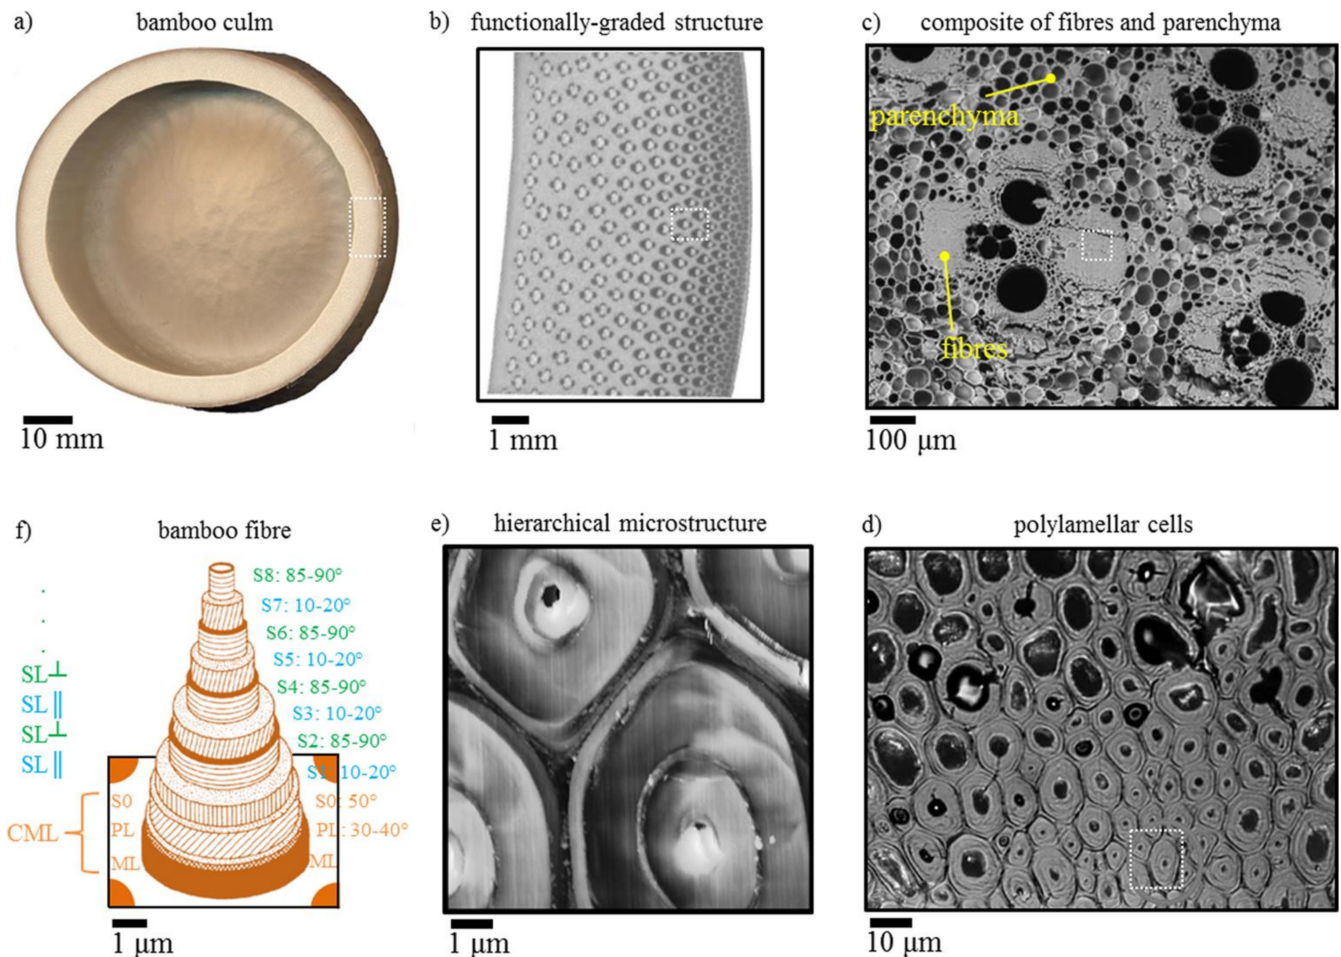 a) bamboo culm
b) functionally-graded structure
c) composite of fibres and parenchyma
parenchyma
fibres
10 mm
1 mm
100 µm
f) bamboo fibre
e) hierarchical microstructure
d) polylamellar cells
S8: 85-90°
S7: 10-20°
S6: 85-90°
S5: 10-20°
SL⊥ S4: 85-90°
SL ∥ S3: 10-20°
SL⊥ S2: 85-90°
SL ∥ S1: 10-20°
S0 S0: 50°
CML PL PL: 30-40°
ML ML
1 µm
1 µm
10 µm